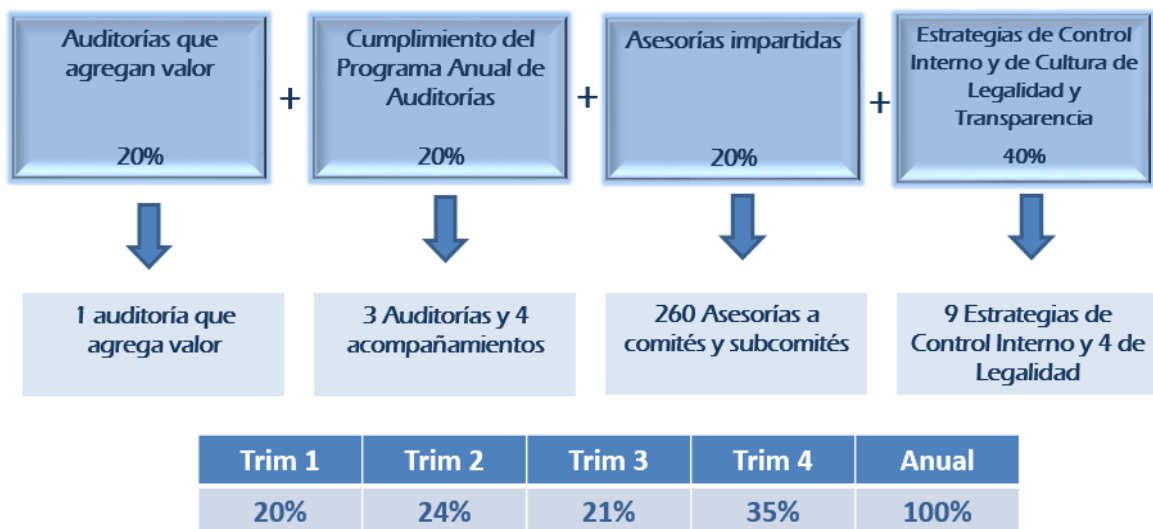 Auditorías que
agregan valor
20%
+
Cumplimiento del
Programa Anual de
Auditorías
20%
+
Asesorías impartidas
20%
+
Estrategias de Control
Interno y de Cultura de
Legalidad y
Transparencia
40%
1 auditoría que
agrega valor
3 Auditorías y 4
acompañamientos
260 Asesorías a
comités y subcomités
9 Estrategias de
Control Interno y 4 de
Legalidad
Trim 1 Trim 2 Trim 3 Trim 4 Anual
20% 24% 21% 35% 100%